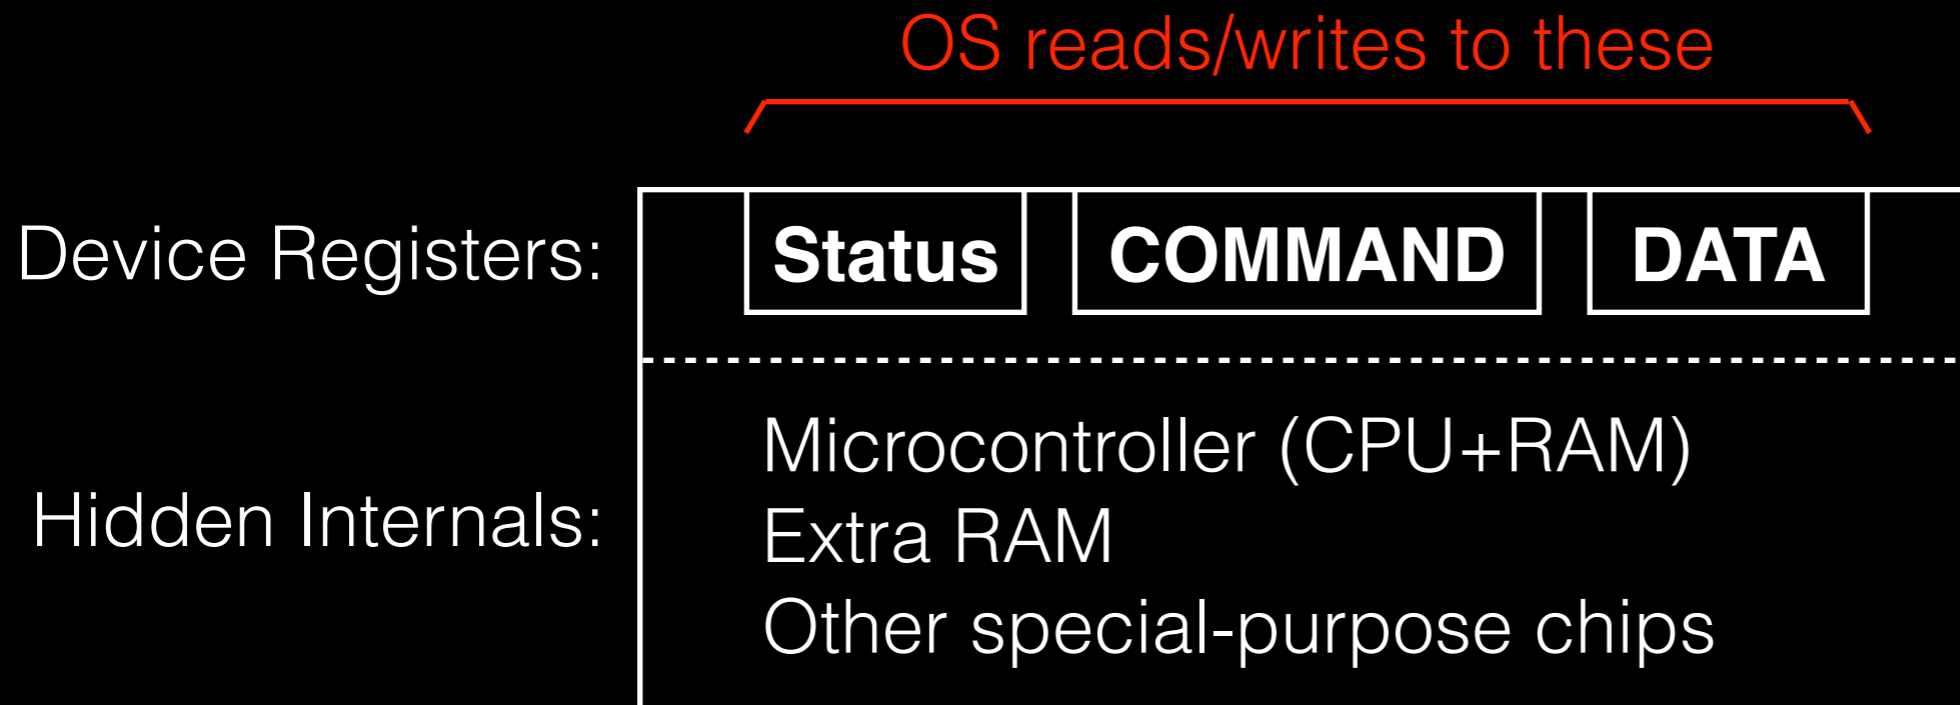 OS reads/writes to these
Device Registers: Status COMMAND DATA
Hidden Internals:
Microcontroller (CPU+RAM)
Extra RAM
Other special-purpose chips